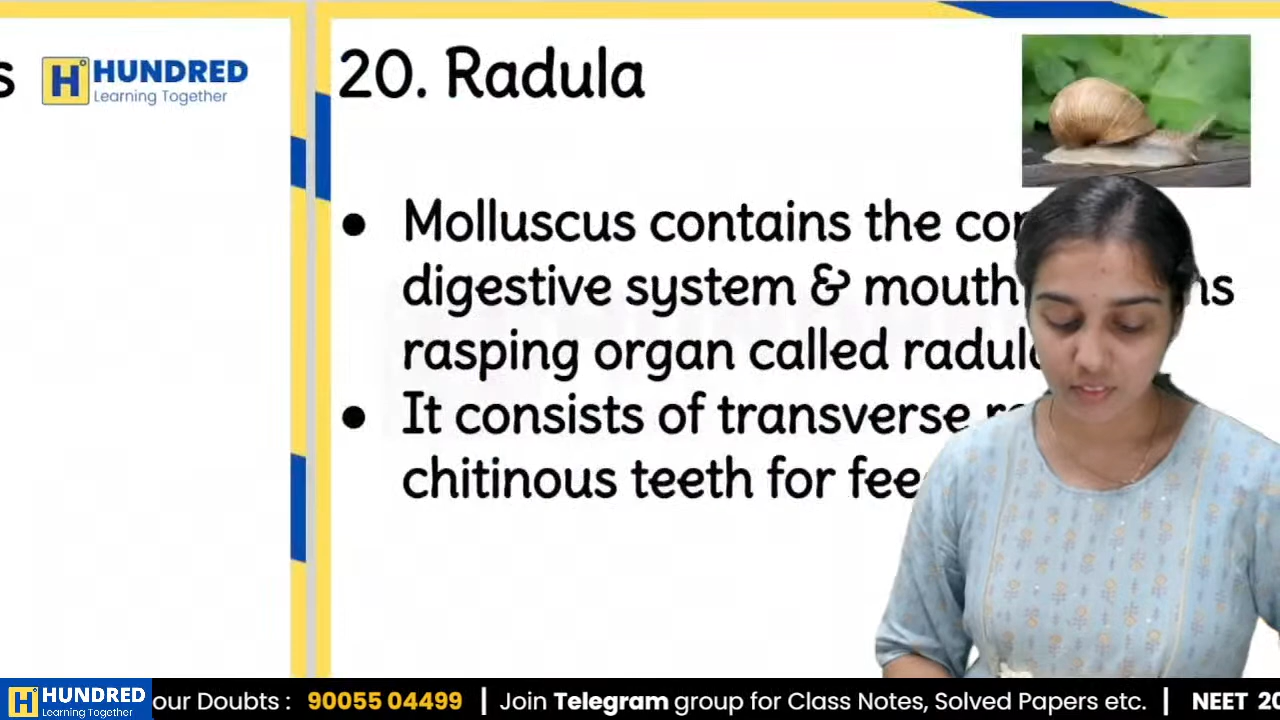 s
HUNDRED
Learning Together
20. Radula
● Molluscus contains the
digestive system & mouth
rasping organ called
● It consists of transverse
chitinous teeth for
HUNDRED
Learning Together
our Doubts : 90055 04499 | Join Telegram group for Class Notes, Solved Papers etc. | NEET